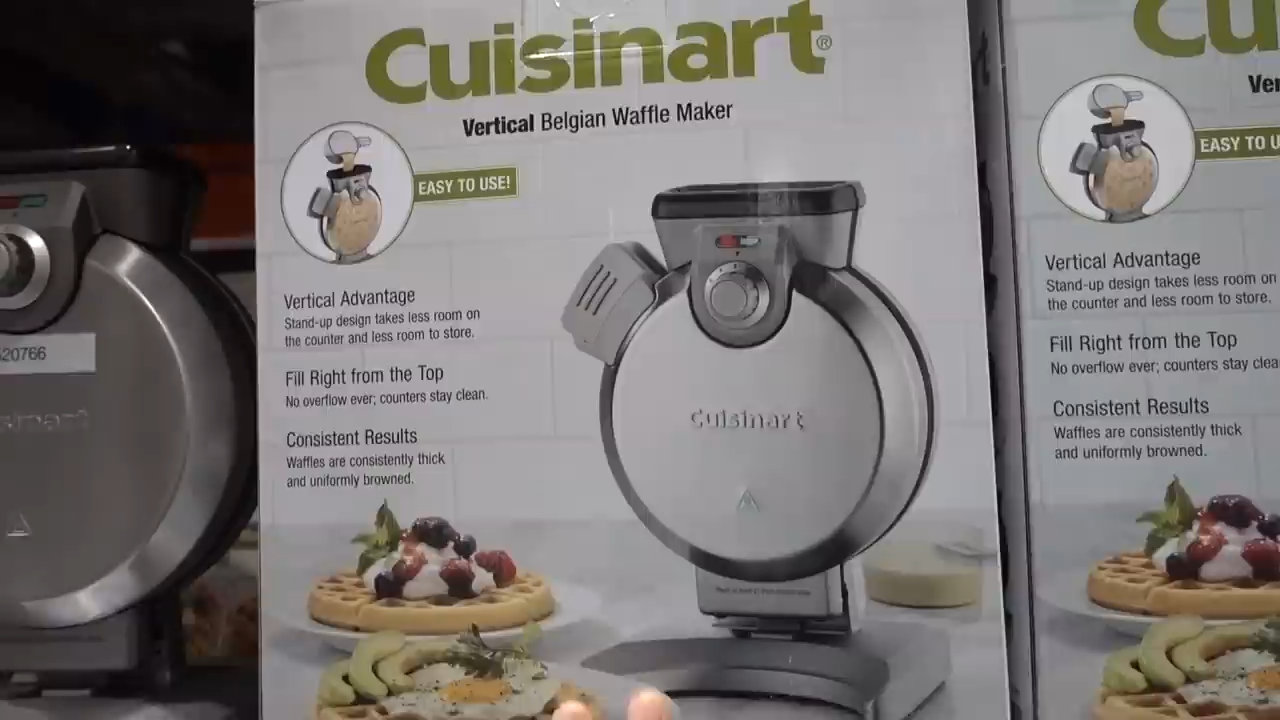 Cuisinart®
Vertical Belgian Waffle Maker
EASY TO USE!
Vertical Advantage
Stand-up design takes less room on
the counter and less room to store.
Fill Right from the Top
No overflow ever; counters stay clean.
Consistent Results
Waffles are consistently thick
and uniformly browned.
Cuisinart
20766
Cu
Ver
EASY TO U
Vertical Advantage
Stand-up design takes less room on
the counter and less room to store.
Fill Right from the Top
No overflow ever; counters stay clea
Consistent Results
Waffles are consistently thick
and uniformly browned.